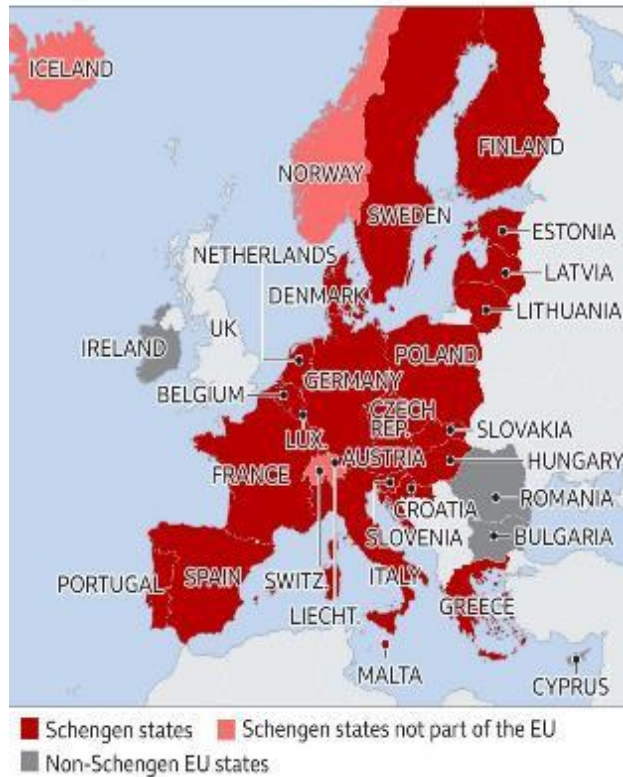 ICELAND
FINLAND
NORWAY
SWEDEN
ESTONIA
NETHERLANDS
LATVIA
DENMARK
LITHUANIA
UK
IRELAND
POLAND
GERMANY
BELGIUM
CZECH
REP.
SLOVAKIA
LUX.
AUSTRIA
HUNGARY
FRANCE
ROMANIA
CROATIA
BULGARIA
SLOVENIA
PORTUGAL
SPAIN
SWITZ.
ITALY
LIECHT.
GREECE
MALTA
CYPRUS
Schengen states
Schengen states not part of the EU
Non-Schengen EU states